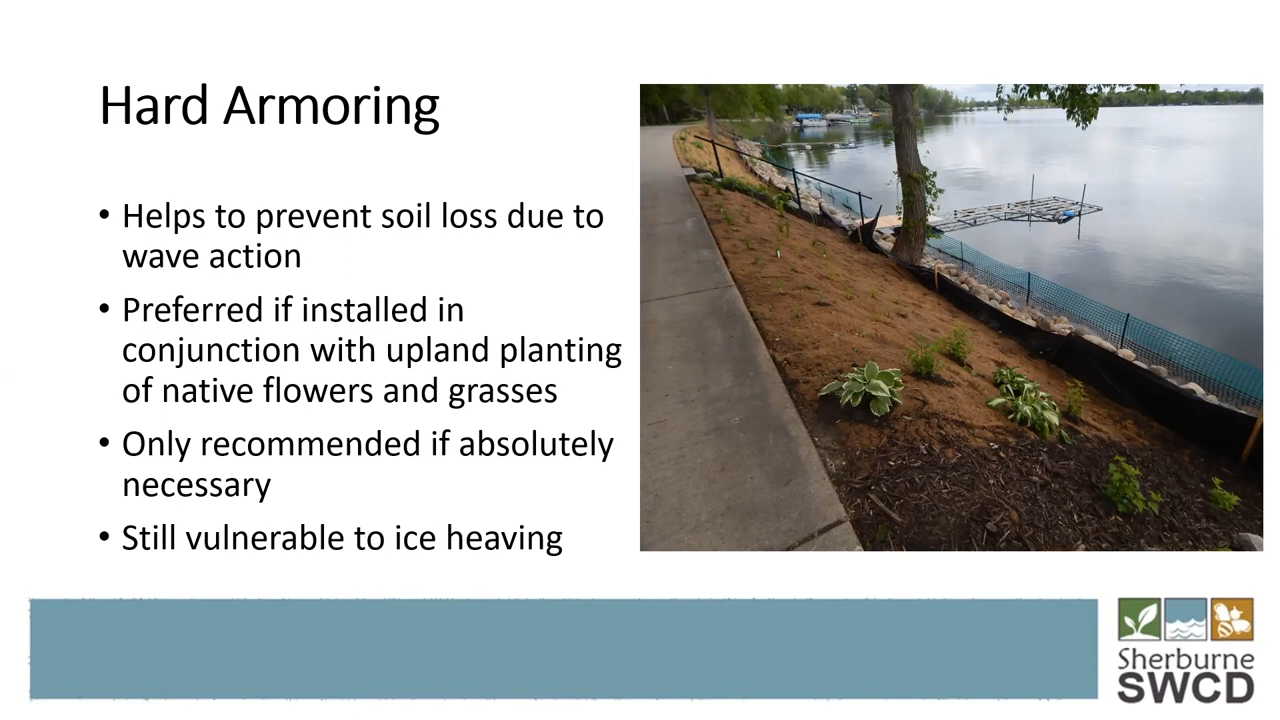 Hard Armoring
• Helps to prevent soil loss due to
wave action
• Preferred if installed in
conjunction with upland planting
of native flowers and grasses
• Only recommended if absolutely
necessary
• Still vulnerable to ice heaving
Sherburne
SWCD